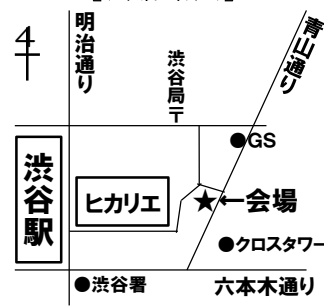 明治通り
青山通り
渋谷局〒
●GS
渋谷駅
ヒカリエ
★←会場
●クロスタワー
●渋谷署
六本木通り